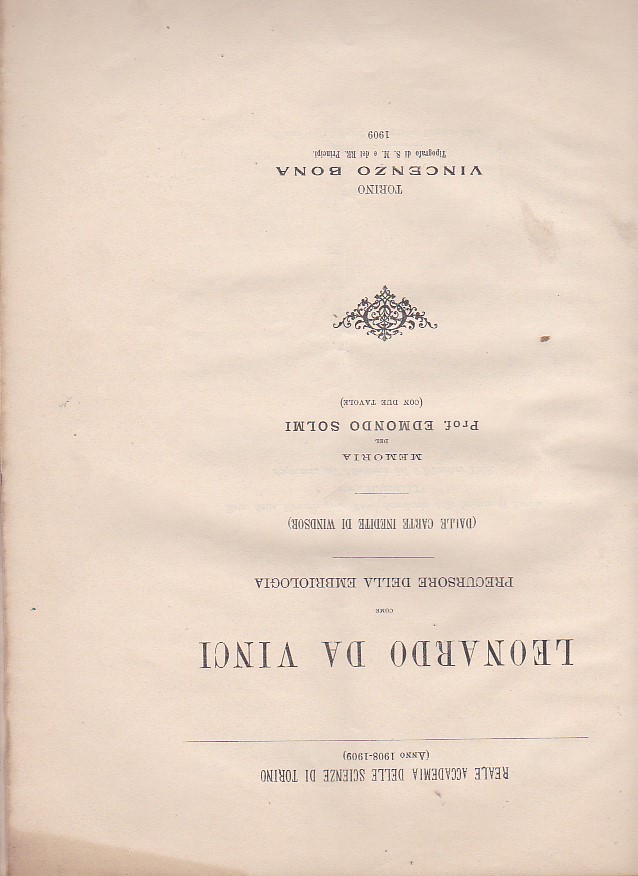 REALE ACCADEMIA DELLE SCIENZE DI TORINO
(ANNO 1908-1909)
LEONARDO DA VINCI
COME
PRECURSORE DELLA EMBRIOLOGIA
(DALLE CARTE INEDITE DI WINDSOR)
MEMORIA
DEL
Prof. EDMONDO SOLMI
(CON DUE TAVOLE)
TORINO
VINCENZO BONA
Tipografo di S. M. e dei RR. Principi.
1909